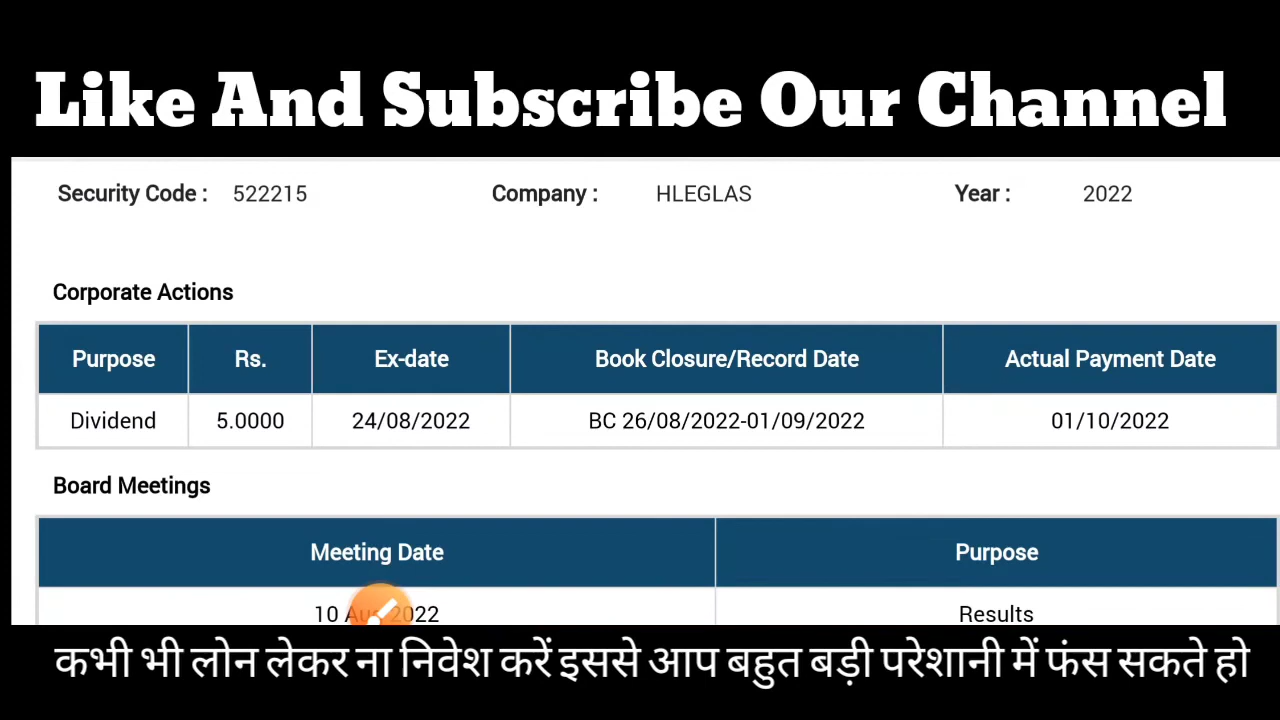 Like And Subscribe Our Channel
Security Code : 522215 Company : HLEGLAS Year : 2022
Corporate Actions
Purpose Rs. Ex-date Book Closure/Record Date Actual Payment Date
Dividend 5.0000 24/08/2022 BC 26/08/2022-01/09/2022 01/10/2022
Board Meetings
Meeting Date Purpose
10 Aug 2022 Results
कभी भी लोन लेकर ना निवेश करें इससे आप बहुत बड़ी परेशानी में फंस सकते हो